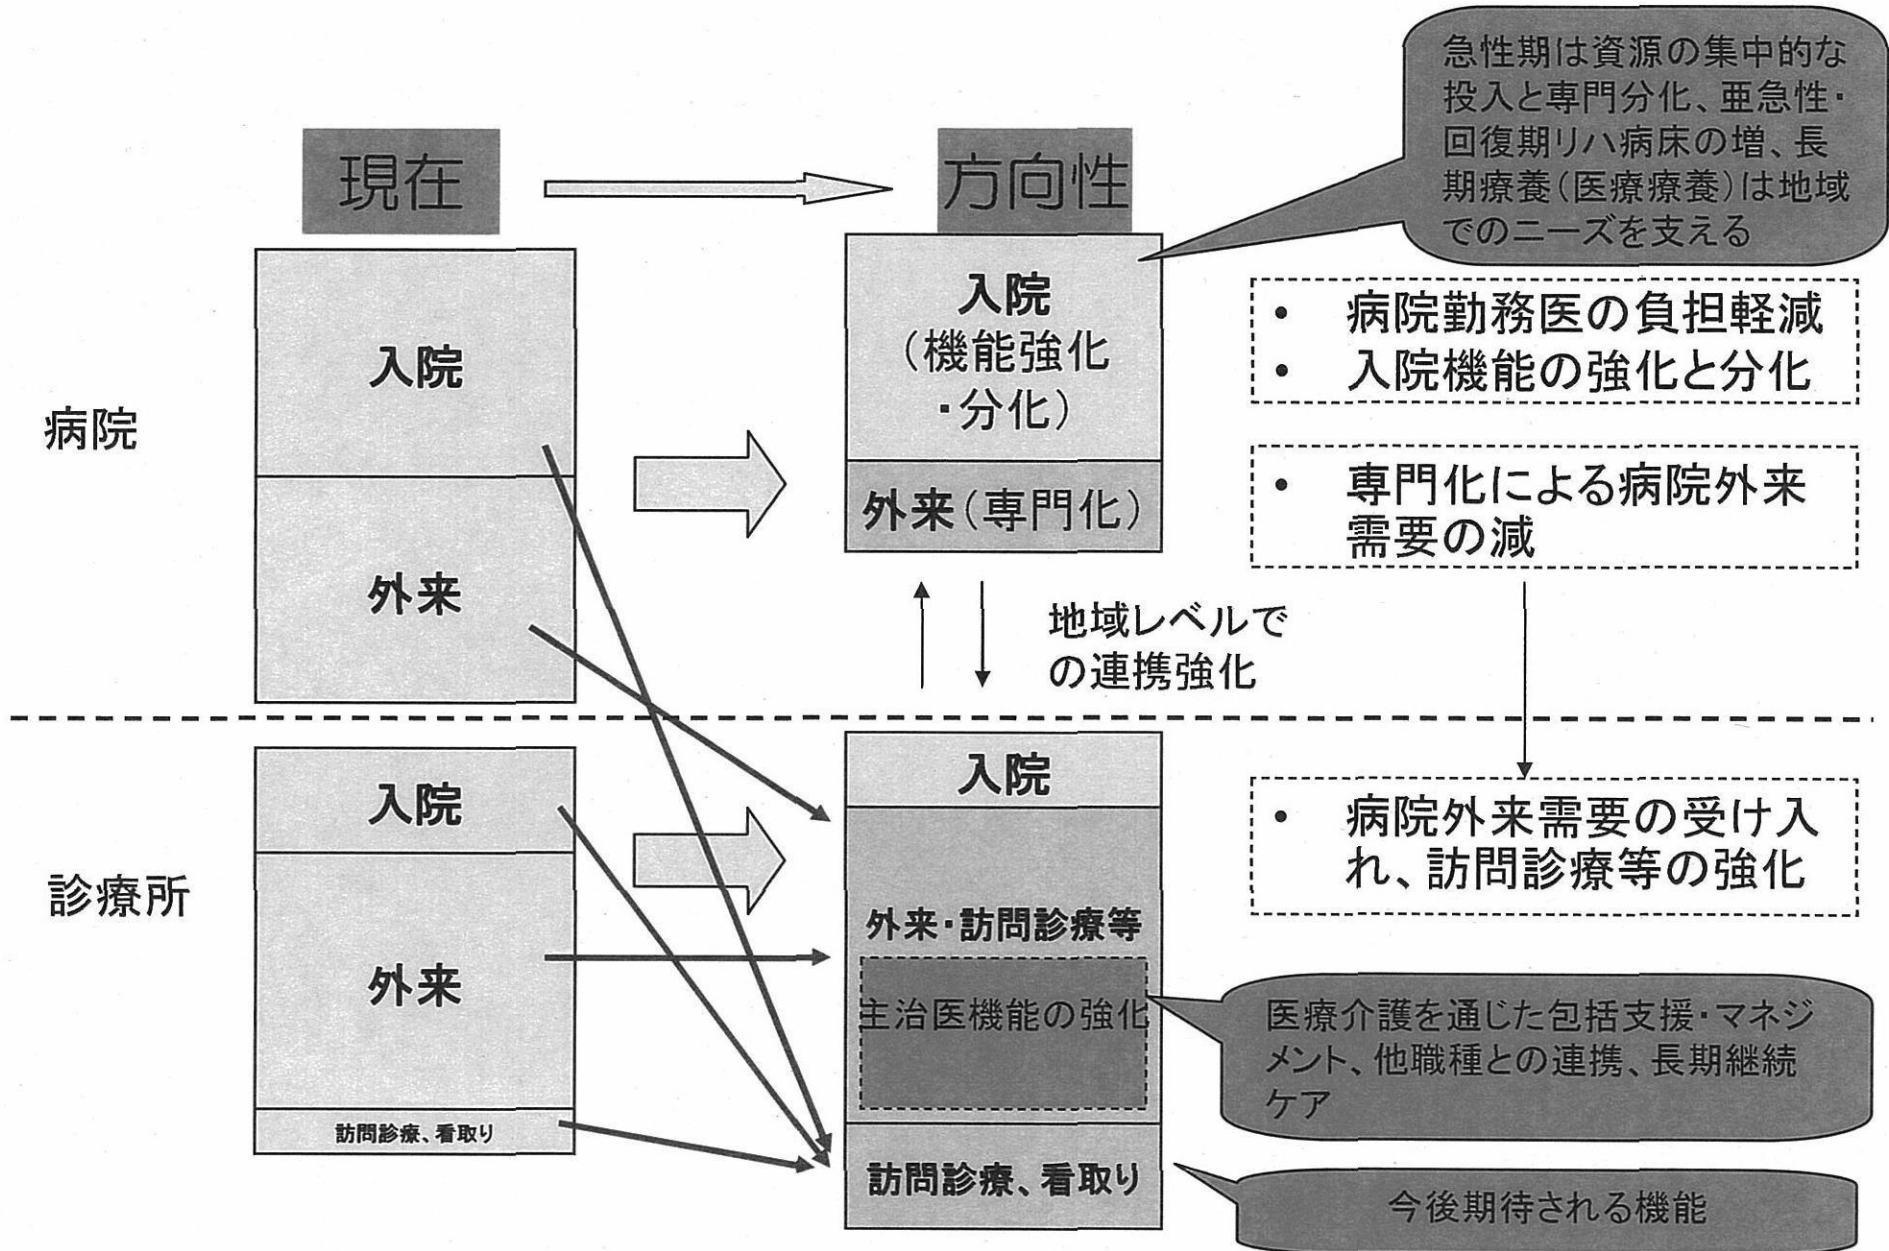 現在
方向性
急性期は資源の集中的な
投入と専門分化、亜急性・
回復期リハ病床の増、長
期療養（医療療養）は地域
でのニーズを支える
病院
入院
外来
入院
（機能強化
・分化）
外来（専門化）
• 病院勤務医の負担軽減
• 入院機能の強化と分化
• 専門化による病院外来
需要の減
地域レベルで
の連携強化
診療所
入院
外来
訪問診療、看取り
入院
外来・訪問診療等
主治医機能の強化
訪問診療、看取り
• 病院外来需要の受け入
れ、訪問診療等の強化
医療介護を通じた包括支援・マネジ
メント、他職種との連携、長期継続
ケア
今後期待される機能